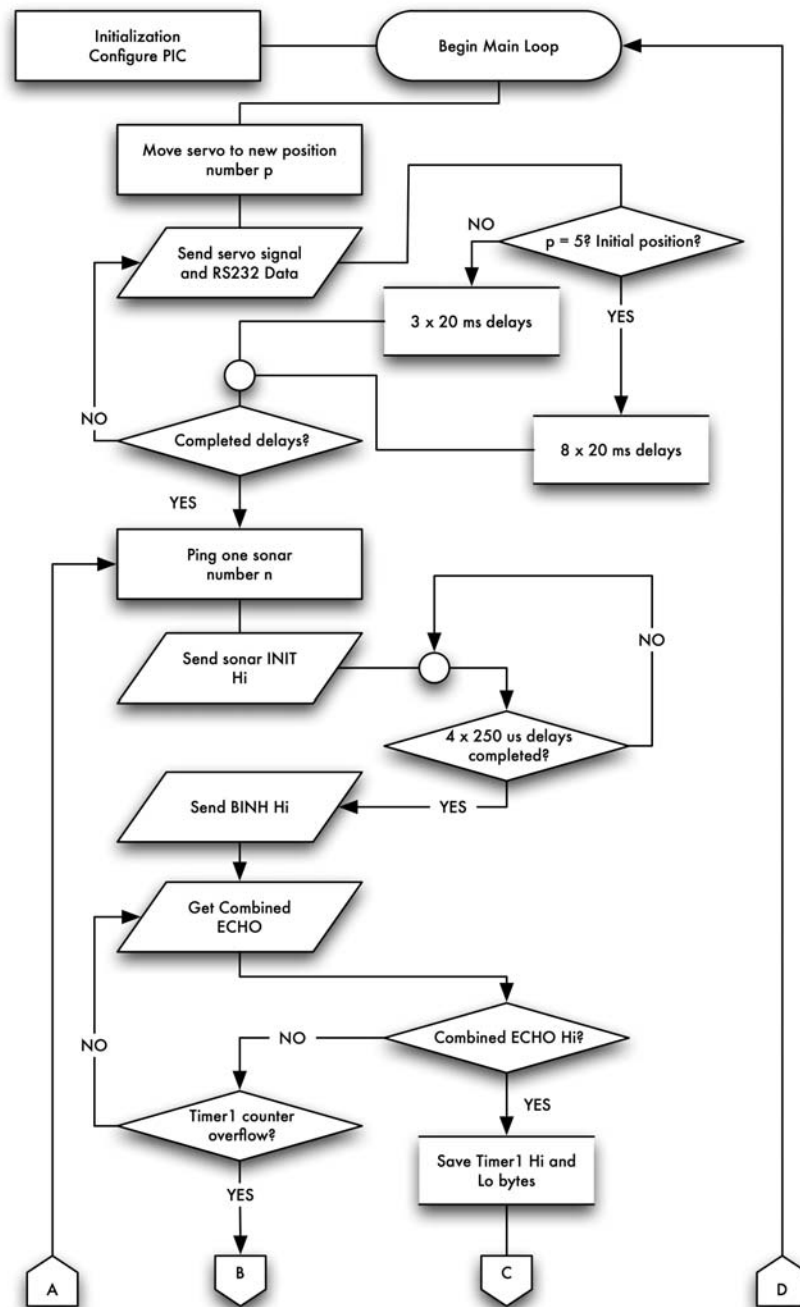 Initialization
Configure PIC
Begin Main Loop
Move servo to new position
number p
Send servo signal
and RS232 Data
NO
p = 5? Initial position?
3 x 20 ms delays
YES
NO
Completed delays?
8 x 20 ms delays
YES
Ping one sonar
number n
Send sonar INIT
Hi
NO
4 x 250 us delays
completed?
Send BINH Hi
YES
Get Combined
ECHO
NO
NO
Combined ECHO Hi?
Timer1 counter
overflow?
YES
Save Timer1 Hi and
Lo bytes
YES
A
B
C
D